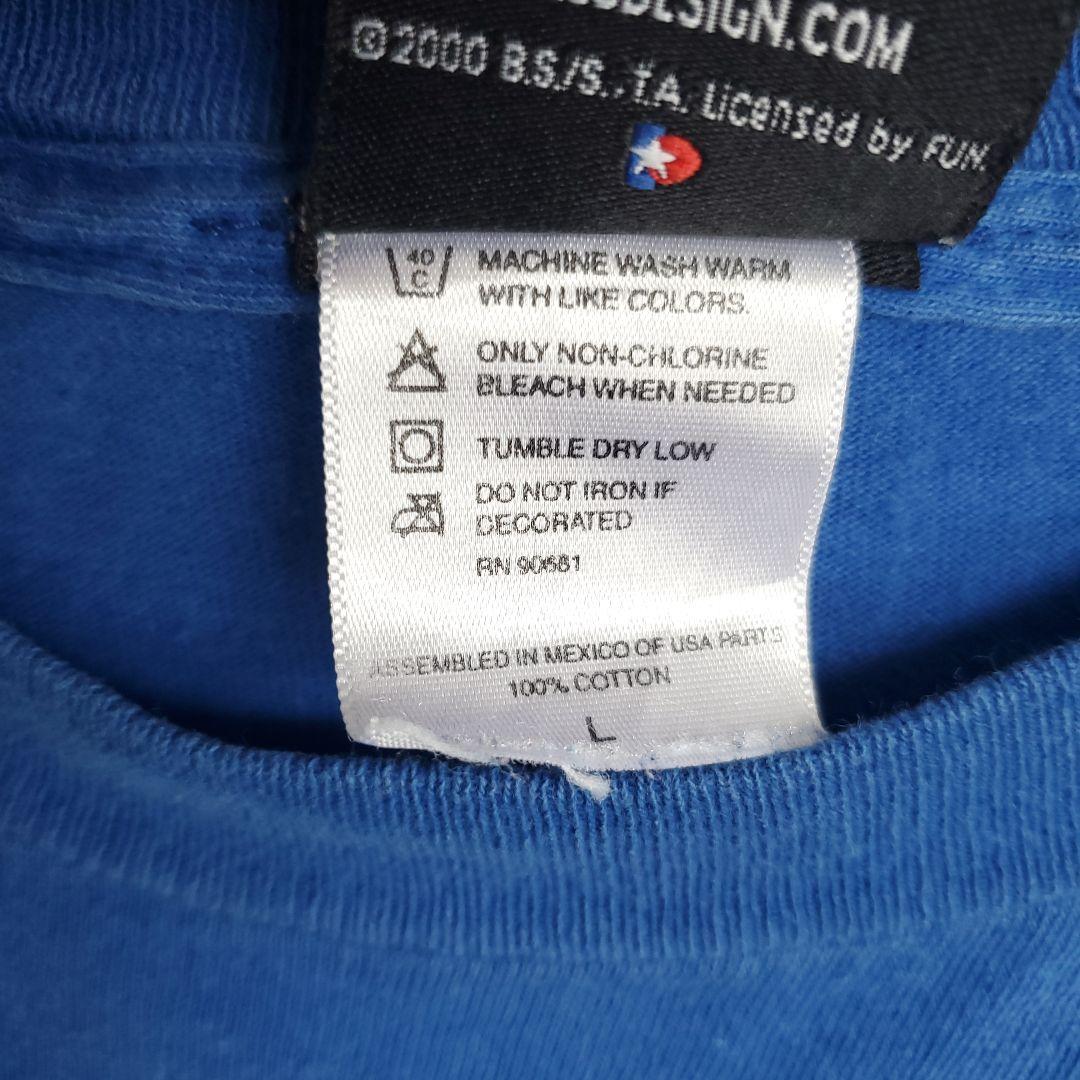 DESIGN.COM
©2000 B.S./S., T.A. Licensed by FUN.
40
C
MACHINE WASH WARM
WITH LIKE COLORS.
ONLY NON-CHLORINE
BLEACH WHEN NEEDED
TUMBLE DRY LOW
DO NOT IRON IF
DECORATED
RN 90681
ASSEMBLED IN MEXICO OF USA PARTS
100% COTTON
L